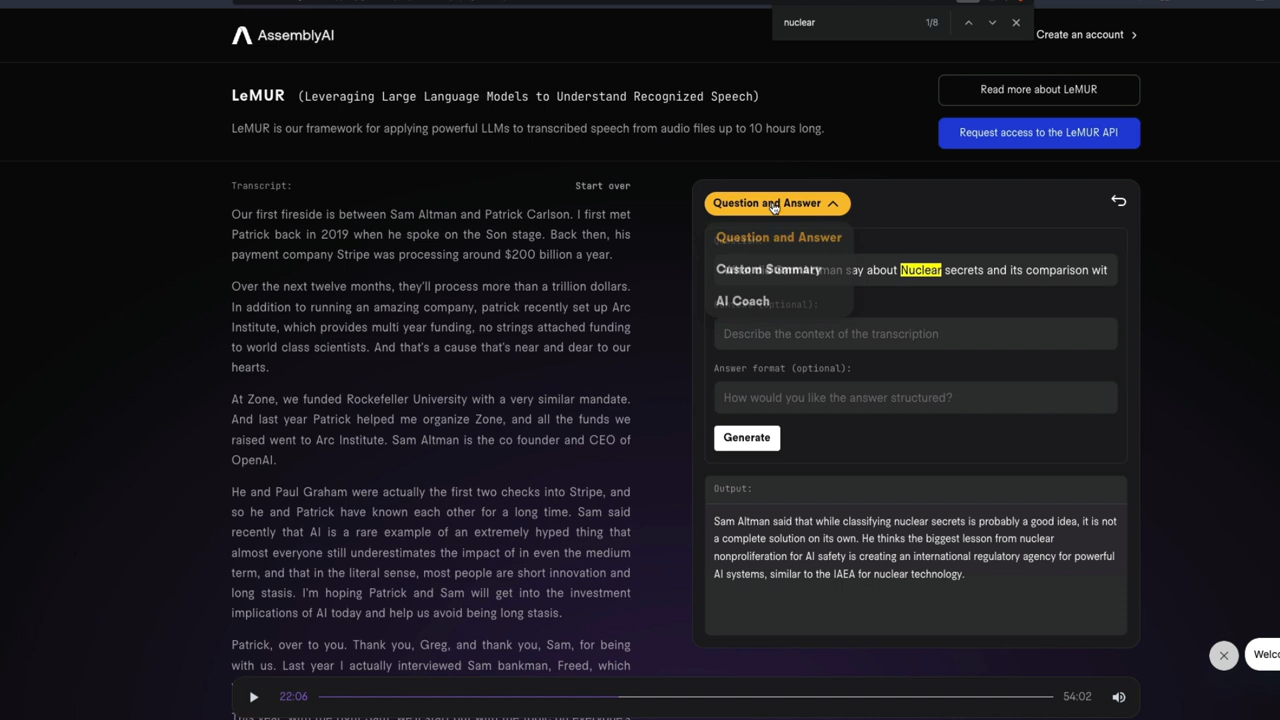 nuclear 1/8
AssemblyAI
Create an account
LeMUR (Leveraging Large Language Models to Understand Recognized Speech)
Read more about LeMUR
LeMUR is our framework for applying powerful LLMs to transcribed speech from audio files up to 10 hours long.
Request access to the LeMUR API
Transcript: Start over
Our first fireside is between Sam Altman and Patrick Carlson. I first met
Patrick back in 2019 when he spoke on the Son stage. Back then, his
payment company Stripe was processing around $200 billion a year.
Over the next twelve months, they'll process more than a trillion dollars.
In addition to running an amazing company, patrick recently set up Arc
Institute, which provides multi year funding, no strings attached funding
to world class scientists. And that's a cause that's near and dear to our
hearts.
At Zone, we funded Rockefeller University with a very similar mandate.
And last year Patrick helped me organize Zone, and all the funds we
raised went to Arc Institute. Sam Altman is the co founder and CEO of
OpenAI.
He and Paul Graham were actually the first two checks into Stripe, and
so he and Patrick have known each other for a long time. Sam said
recently that AI is a rare example of an extremely hyped thing that
almost everyone still underestimates the impact of in even the medium
term, and that in the literal sense, most people are short innovation and
long stasis. I'm hoping Patrick and Sam will get into the investment
implications of AI today and help us avoid being long stasis.
Patrick, over to you. Thank you, Greg, and thank you, Sam, for being
with us. Last year I actually interviewed Sam bankman, Freed, which
Question and Answer
Question and Answer
Custom Summary
say about Nuclear secrets and its comparison wit
AI Coach
(optional):
Describe the context of the transcription
Answer format (optional):
How would you like the answer structured?
Generate
Output:
Sam Altman said that while classifying nuclear secrets is probably a good idea, it is not
a complete solution on its own. He thinks the biggest lesson from nuclear
nonproliferation for AI safety is creating an international regulatory agency for powerful
AI systems, similar to the IAEA for nuclear technology.
Welco
22:06 54:02